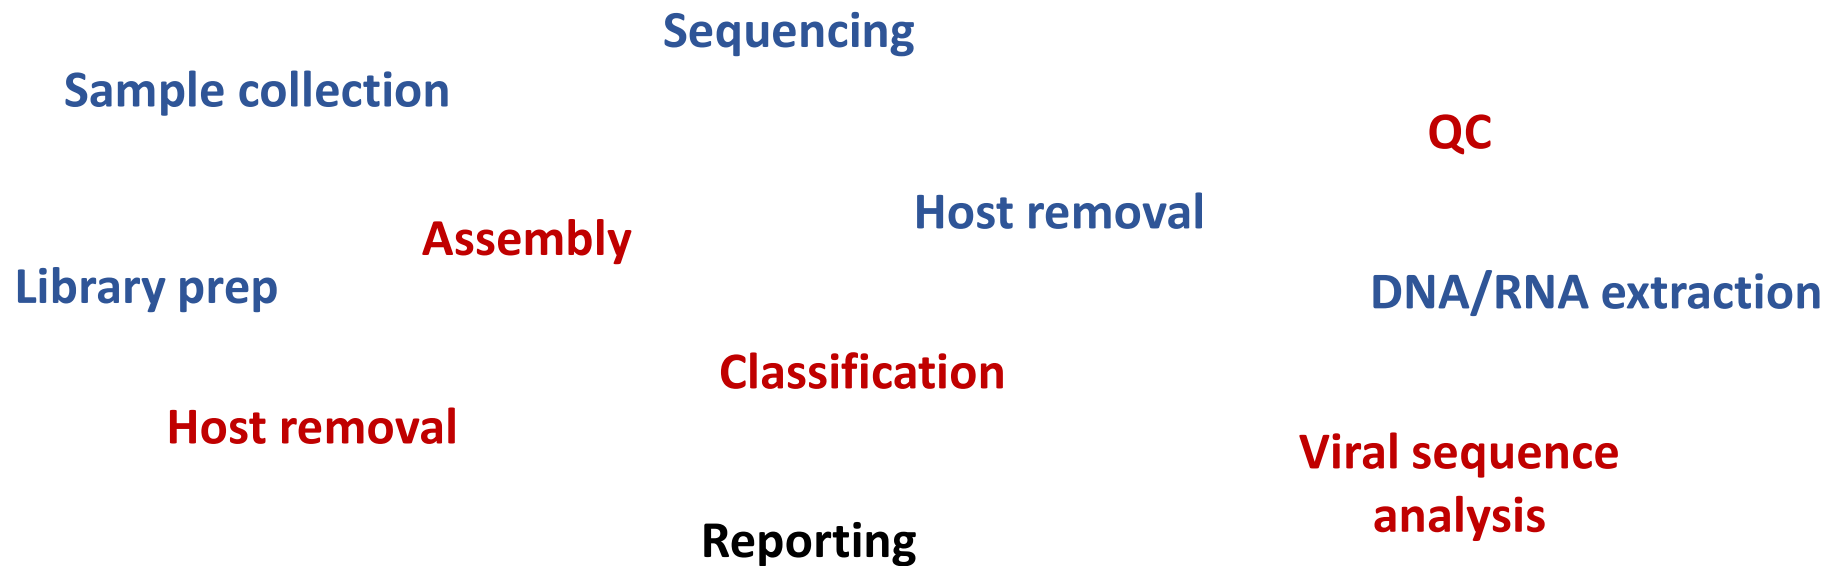 Sequencing
Sample collection
QC
Host removal
Assembly
Library prep
DNA/RNA extraction
Classification
Host removal
Viral sequence
analysis
Reporting